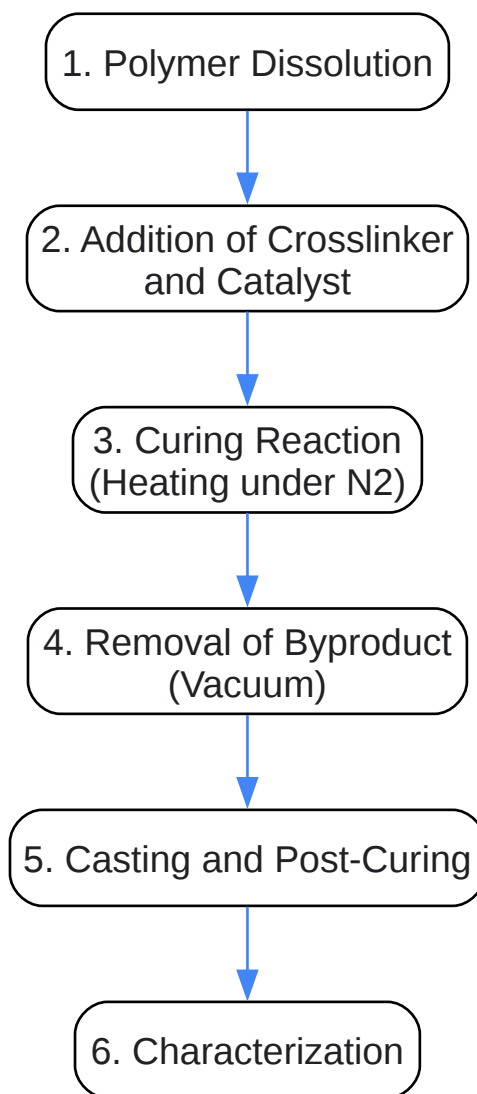 1. Polymer Dissolution
2. Addition of Crosslinker
and Catalyst
3. Curing Reaction
(Heating under N2)
4. Removal of Byproduct
(Vacuum)
5. Casting and Post-Curing
6. Characterization